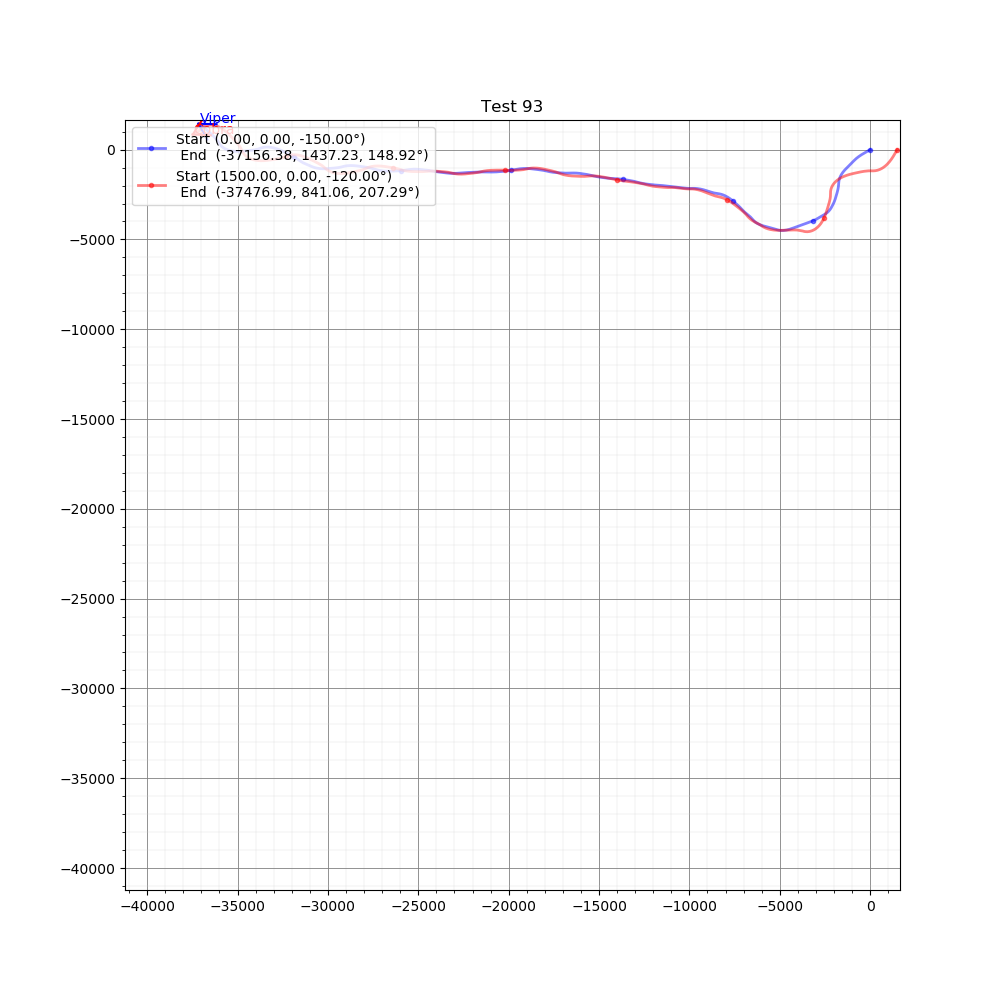 Test 93
Viper
Start (0.00, 0.00, -150.00°)
End (-37156.38, 1437.23, 148.92°)
Start (1500.00, 0.00, -120.00°)
End (-37476.99, 841.06, 207.29°)
0
−5000
−10000
−15000
−20000
−25000
−30000
−35000
−40000
−40000 −35000 −30000 −25000 −20000 −15000 −10000 −5000 0